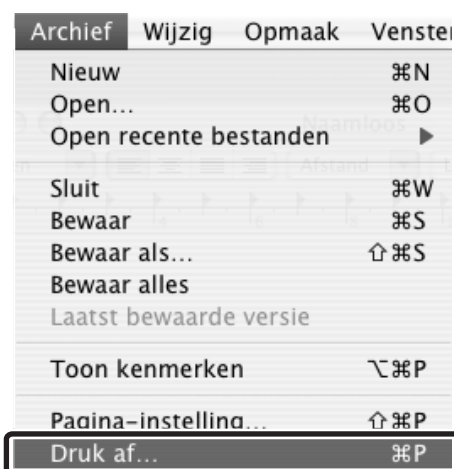 Archief Wijzig Opmaak Venster
Nieuw ⌘N
Open... ⌘O
Open recente bestanden ▶
Sluit ⌘W
Bewaar ⌘S
Bewaar als... ⇧⌘S
Bewaar alles
Laatst bewaarde versie
Toon kenmerken ⌥⌘P
Pagina-instelling... ⇧⌘P
Druk af... ⌘P